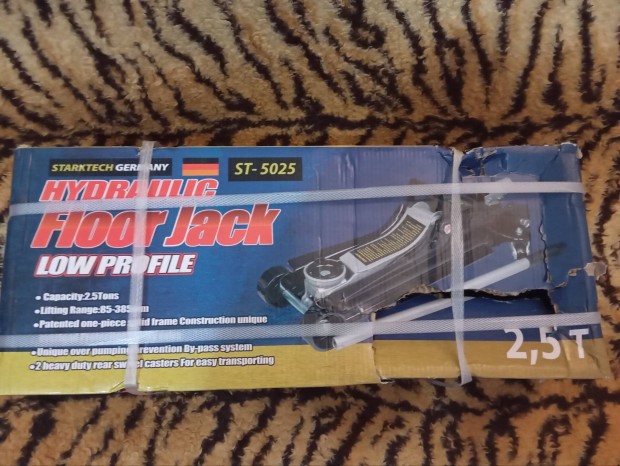 STARKTECH GERMANY
ST-5025
HYDRAULIC
Floor Jack
LOW PROFILE
• Capacity:2.5Tons
• Lifting Range:85-385mm
• Patented one-piece solid frame Construction unique
• Unique over pumping prevention By-pass system
• 2 heavy duty rear swivel casters For easy transporting
2,5 T